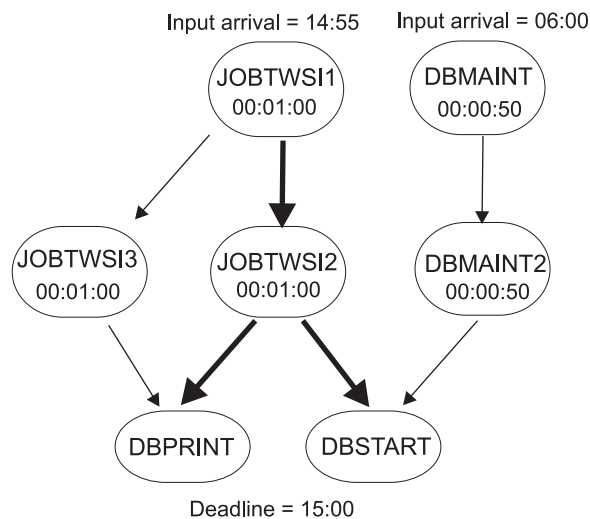 Input arrival = 14:55
Input arrival = 06:00
JOBTWSI1
00:01:00
DBMAINT
00:00:50
JOBTWSI3
00:01:00
JOBTWSI2
00:01:00
DBMAINT2
00:00:50
DBPRINT
DBSTART
Deadline = 15:00